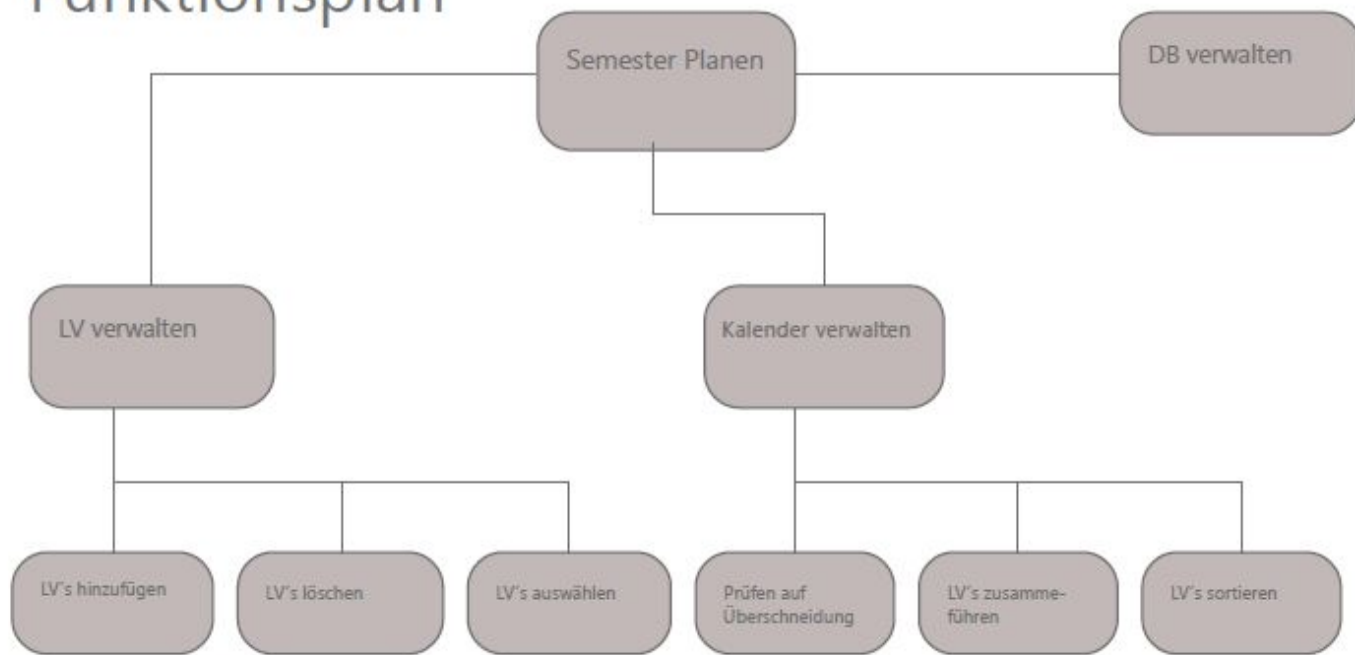 Funktionsplan
Semester Planen
DB verwalten
LV verwalten
Kalender verwalten
LV´s hinzufügen
LV´s löschen
LV´s auswählen
Prüfen auf
Überschneidung
LV´s zusamme-
führen
LV´s sortieren